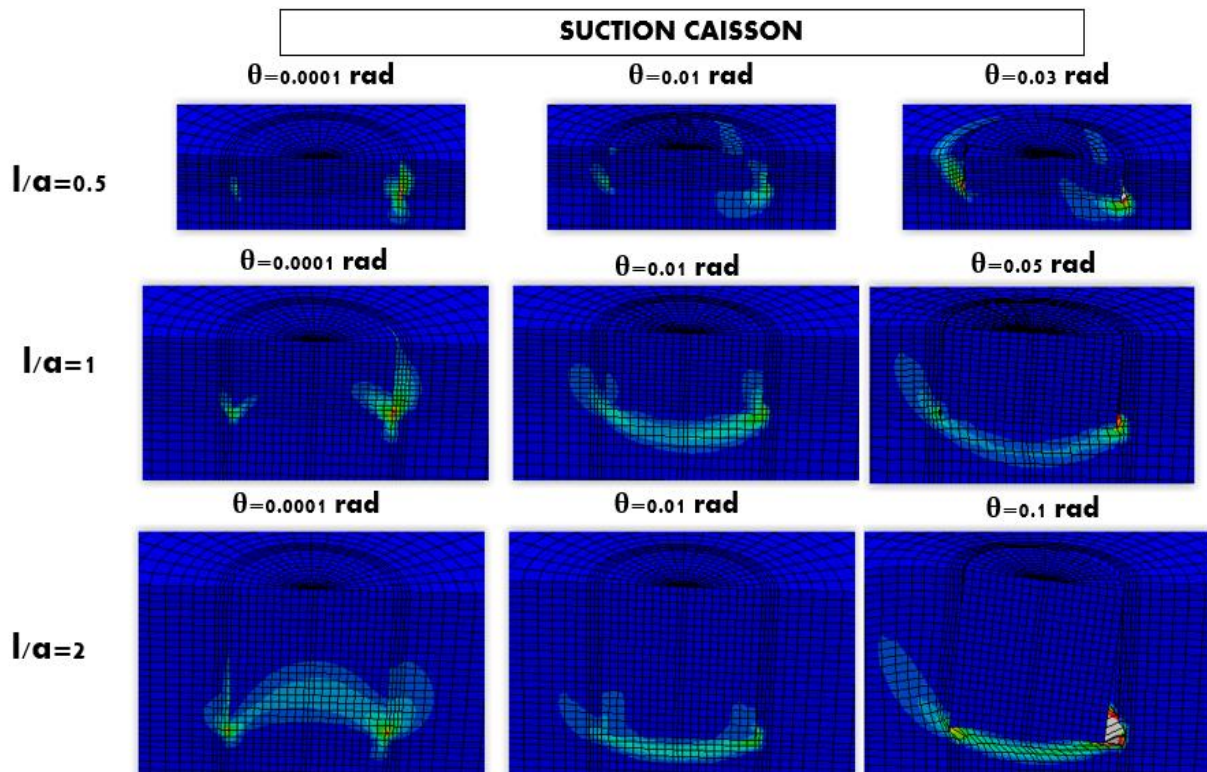 SUCTION CAISSON
θ=0.0001 rad θ=0.01 rad θ=0.03 rad
l/a=0.5
θ=0.0001 rad θ=0.01 rad θ=0.05 rad
l/a=1
θ=0.0001 rad θ=0.01 rad θ=0.1 rad
l/a=2